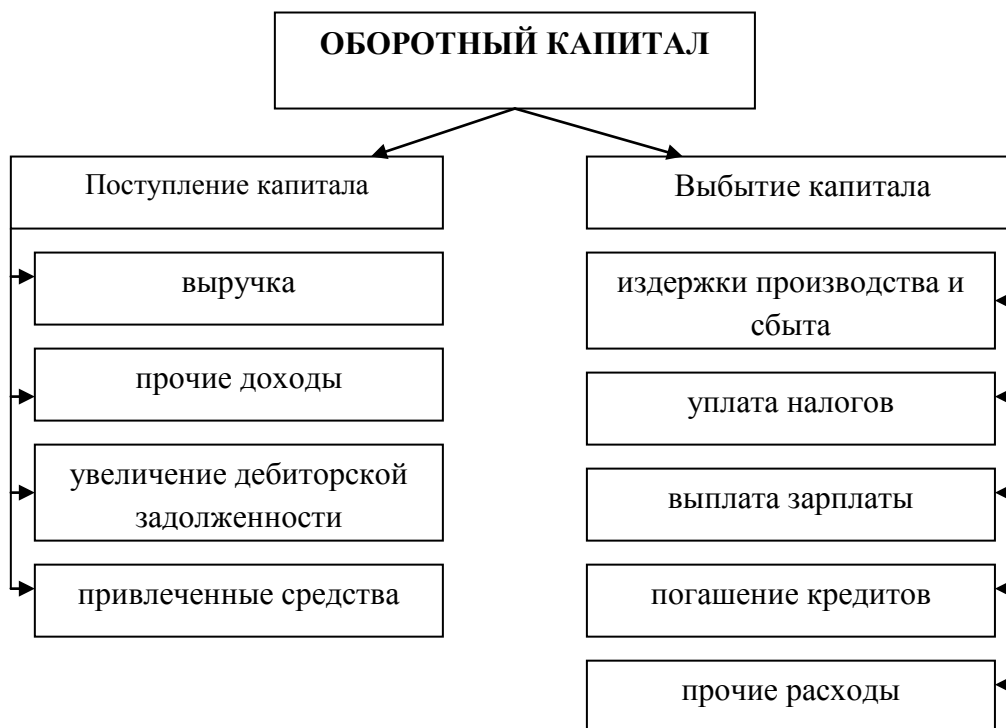 ОБОРОТНЫЙ КАПИТАЛ
Поступление капитала
выручка
прочие доходы
увеличение дебиторской
задолженности
привлеченные средства
Выбытие капитала
издержки производства и
сбыта
уплата налогов
выплата зарплаты
погашение кредитов
прочие расходы